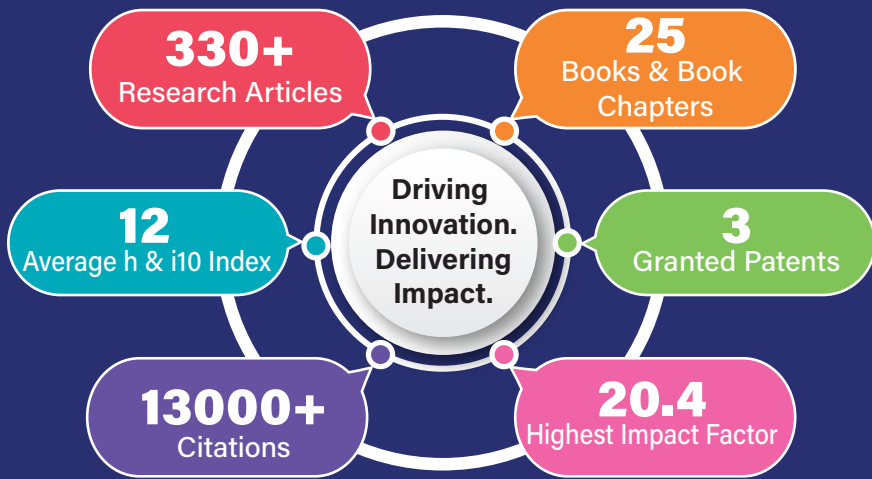 330+
Research Articles
25
Books & Book
Chapters
12
Average h & i10 Index
Driving
Innovation.
Delivering
Impact.
3
Granted Patents
13000+
Citations
20.4
Highest Impact Factor